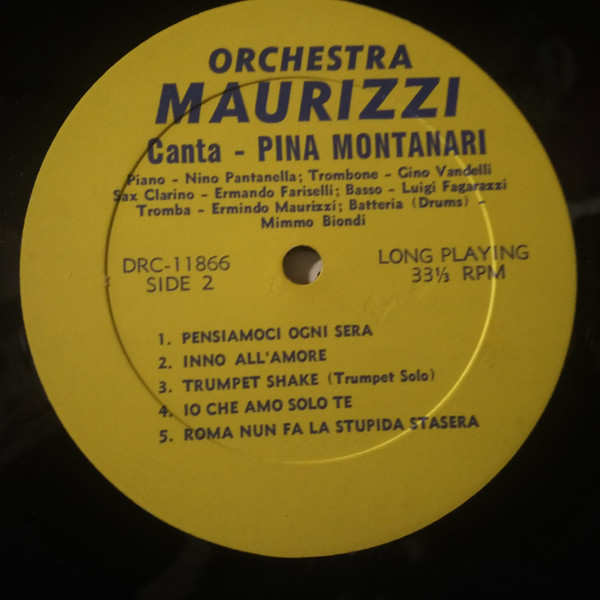 ORCHESTRA
MAURIZZI
Canta - PINA MONTANARI
Piano - Nino Pantanella; Trombone - Gino Vandelli
Sax Clarino - Ermando Fariselli; Basso - Luigi Fagarazzi
Tromba - Ermindo Maurizzi; Batteria (Drums) -
Mimmo Biondi
DRC-11866
SIDE 2
LONG PLAYING
33⅓ RPM
1. PENSIAMOCI OGNI SERA
2. INNO ALL'AMORE
3. TRUMPET SHAKE (Trumpet Solo)
4. IO CHE AMO SOLO TE
5. ROMA NUN FA LA STUPIDA STASERA